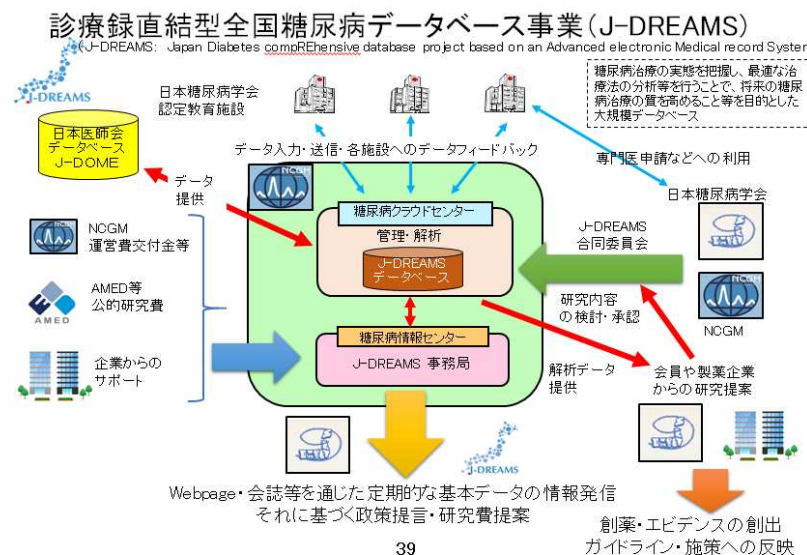 診療録直結型全国糖尿病データベース事業(J-DREAMS)
(J-DREAMS: Japan Diabetes compREhensive database project based on an Advanced electronic Medical record System
J-DREAMS
日本糖尿病学会
認定教育施設
糖尿病治療の実態を把握し、最適な治
療法の分析等を行うことで、将来の糖尿
病治療の質を高めること等を目的とした
大規模データベース
日本医師会
データベース
J-DOME
データ入力・送信・各施設へのデータフィードバック
専門医申請などへの利用
データ
提供
NCGM
糖尿病クラウドセンター
日本糖尿病学会
管理・解析
J-DREAMS
データベース
J-DREAMS
合同委員会
NCGM
NCGM
運営費交付金等
NCGM
NCGM
研究内容
の検討・承認
AMED
AMED等
公的研究費
糖尿病情報センター
J-DREAMS 事務局
企業からの
サポート
解析データ
提供
会員や製薬企業
からの研究提案
J-DREAMS
Webpage・会誌等を通じた定期的な基本データの情報発信
それに基づく政策提言・研究費提案
創薬・エビデンスの創出
ガイドライン・施策への反映
39